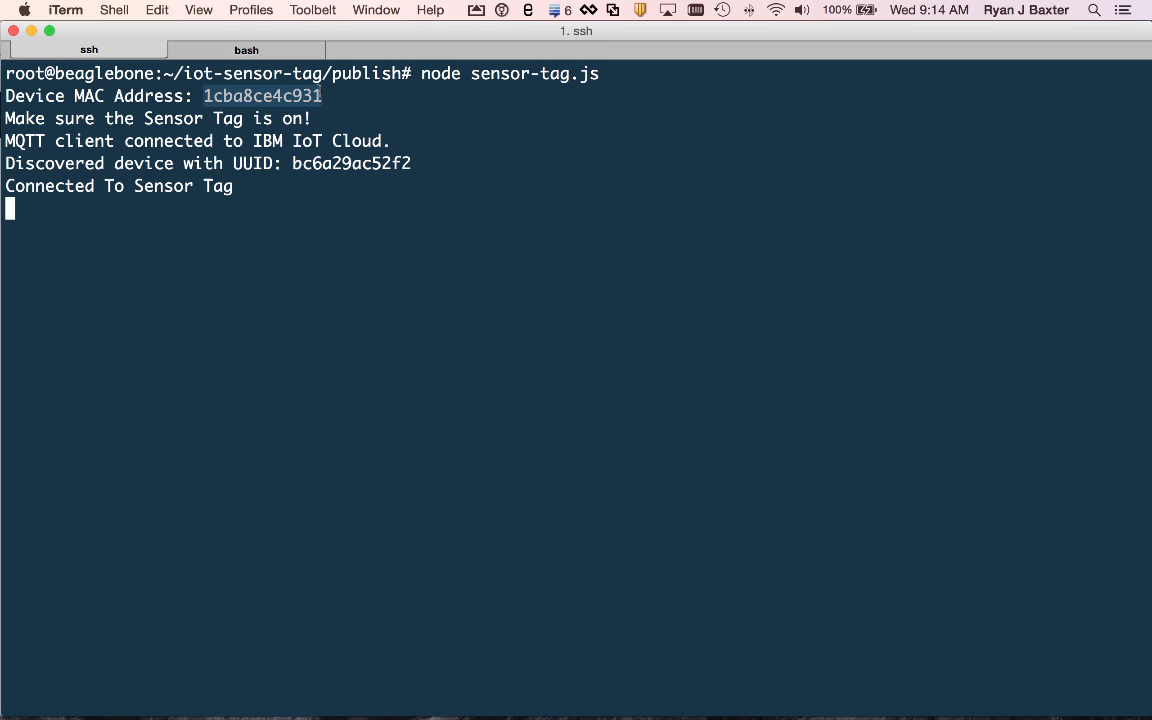 iTerm Shell Edit View Profiles Toolbelt Window Help 6 100% Wed 9:14 AM Ryan J Baxter
1. ssh
ssh bash
root@beaglebone:~/iot-sensor-tag/publish# node sensor-tag.js
Device MAC Address: 1cba8ce4c931
Make sure the Sensor Tag is on!
MQTT client connected to IBM IoT Cloud.
Discovered device with UUID: bc6a29ac52f2
Connected To Sensor Tag